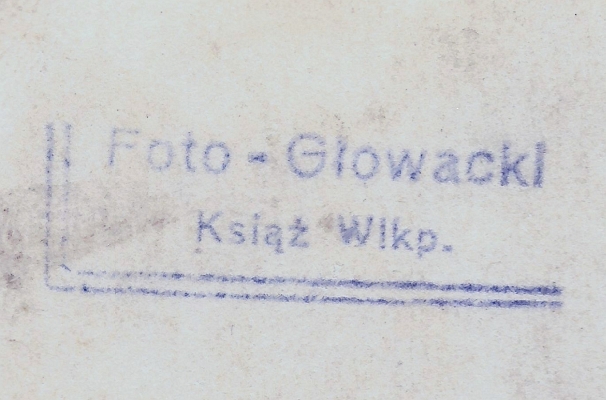 Foto - Głowacki
Książ Wlkp.